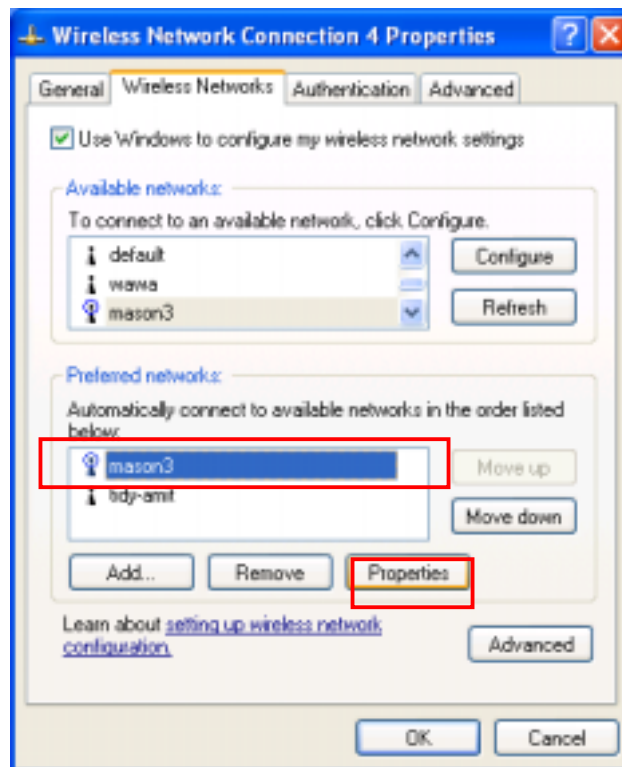 Wireless Network Connection 4 Properties
General Wireless Networks Authentication Advanced
Use Windows to configure my wireless network settings
Available networks:
To connect to an available network, click Configure.
default
wawa
mason3
Configure
Refresh
Preferred networks:
Automatically connect to available networks in the order listed
below:
mason3
tidy-amit
Move up
Move down
Add... Remove Properties
Learn about setting up wireless network
configuration.
Advanced
OK Cancel